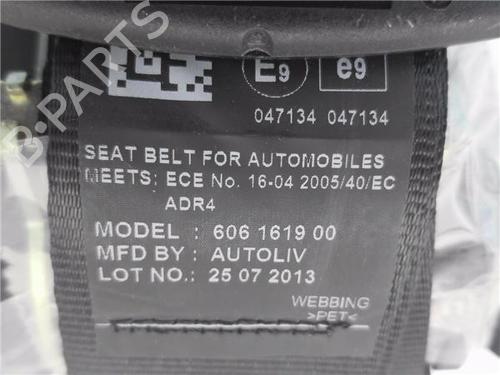 E9 e9
047134 047134
SEAT BELT FOR AUTOMOBILES
MEETS: ECE No. 16-04 2005/40/EC
ADR4
MODEL : 606 1619 00
MFD BY : AUTOLIV
LOT NO.: 25 07 2013
WEBBING
>PET<
B-PARTS